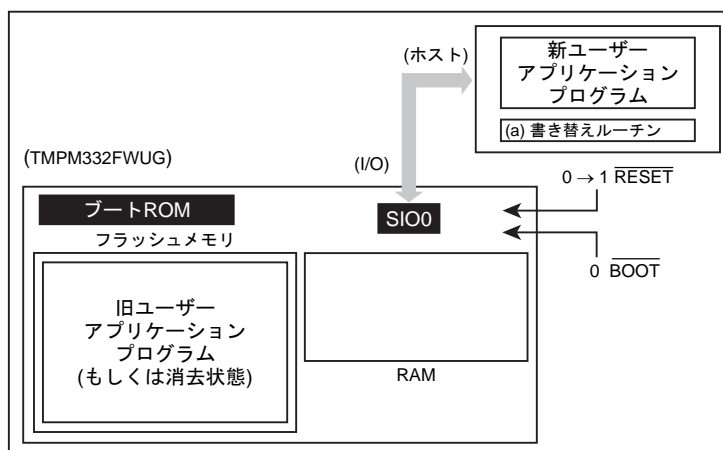 (ホスト)
新ユーザー
アプリケーション
プログラム
(a) 書き替えルーチン
(TMPM332FWUG)
(I/O)
0 → 1 RESET
ブートROM
SIO0
フラッシュメモリ
0 BOOT
旧ユーザー
アプリケーション
プログラム
(もしくは消去状態)
RAM